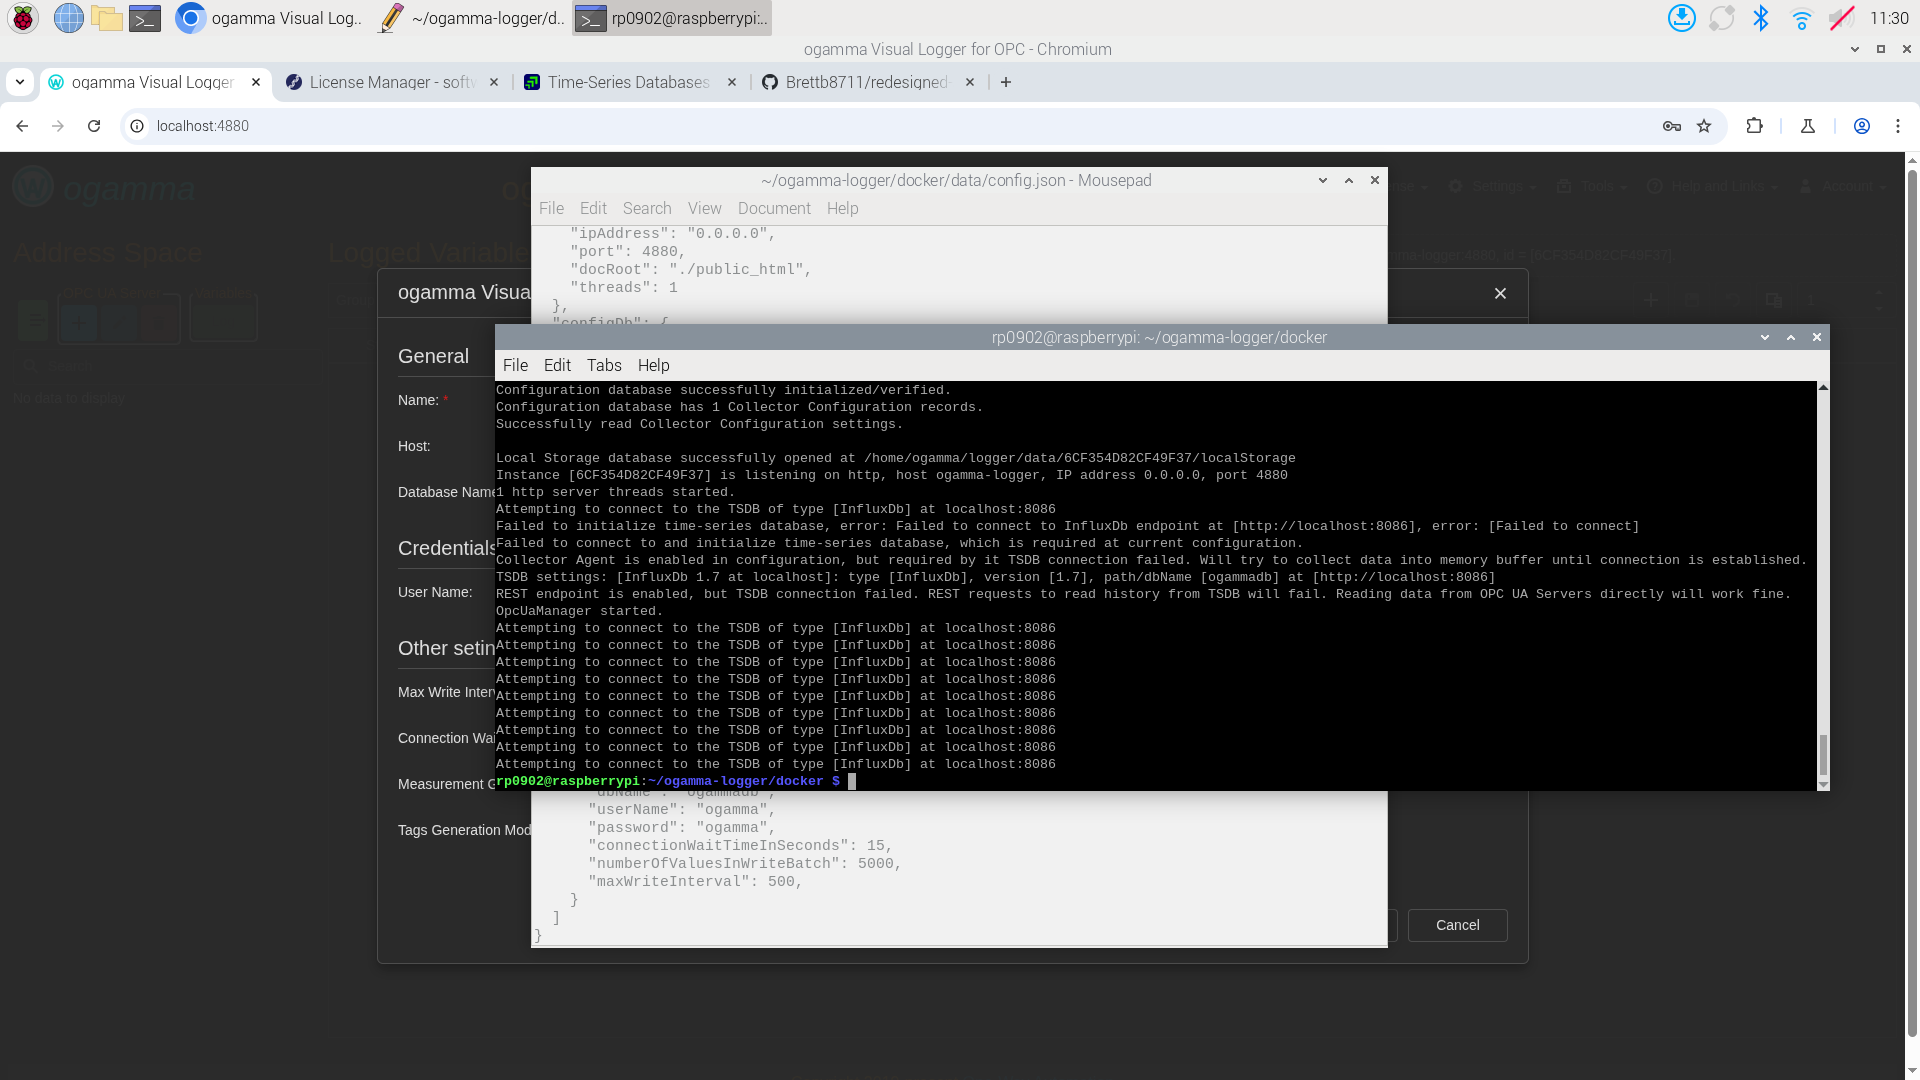 ogamma Visual Log..
~/ogamma-logger/d..
rp0902@raspberrypi:..
11:30
ogamma Visual Logger for OPC - Chromium
ogamma Visual Logger
License Manager - softw
Time-Series Databases
Brettb8711/redesigned-
localhost:4880
ogamma
Settings
Tools
Help and Links
Account
Address Space
Logged Variable
OPC UA Server
Variables
Search
No data to display
~/ogamma-logger/docker/data/config.json - Mousepad
File Edit Search View Document Help
"ipAddress": "0.0.0.0",
"port": 4880,
"docRoot": "./public_html",
"threads": 1
},
"configDb": {
ogamma Visua
General
Name: *
Host:
Database Name
Credentials
User Name:
Other setin
Max Write Interv
Connection Wai
Measurement G
Tags Generation Mod
rp0902@raspberrypi: ~/ogamma-logger/docker
File Edit Tabs Help
Configuration database successfully initialized/verified.
Configuration database has 1 Collector Configuration records.
Successfully read Collector Configuration settings.
Local Storage database successfully opened at /home/ogamma/logger/data/6CF354D82CF49F37/localStorage
Instance [6CF354D82CF49F37] is listening on http, host ogamma-logger, IP address 0.0.0.0, port 4880
1 http server threads started.
Attempting to connect to the TSDB of type [InfluxDb] at localhost:8086
Failed to initialize time-series database, error: Failed to connect to InfluxDb endpoint at [http://localhost:8086], error: [Failed to connect]
Failed to connect to and initialize time-series database, which is required at current configuration.
Collector Agent is enabled in configuration, but required by it TSDB connection failed. Will try to collect data into memory buffer until connection is established.
TSDB settings: [InfluxDb 1.7 at localhost]: type [InfluxDb], version [1.7], path/dbName [ogammadb] at [http://localhost:8086]
REST endpoint is enabled, but TSDB connection failed. REST requests to read history from TSDB will fail. Reading data from OPC UA Servers directly will work fine.
OpcUaManager started.
Attempting to connect to the TSDB of type [InfluxDb] at localhost:8086
Attempting to connect to the TSDB of type [InfluxDb] at localhost:8086
Attempting to connect to the TSDB of type [InfluxDb] at localhost:8086
Attempting to connect to the TSDB of type [InfluxDb] at localhost:8086
Attempting to connect to the TSDB of type [InfluxDb] at localhost:8086
Attempting to connect to the TSDB of type [InfluxDb] at localhost:8086
Attempting to connect to the TSDB of type [InfluxDb] at localhost:8086
Attempting to connect to the TSDB of type [InfluxDb] at localhost:8086
Attempting to connect to the TSDB of type [InfluxDb] at localhost:8086
rp0902@raspberrypi:~/ogamma-logger/docker $
"dbName": "ogammadb",
"userName": "ogamma",
"password": "ogamma",
"connectionWaitTimeInSeconds": 15,
"numberOfValuesInWriteBatch": 5000,
"maxWriteInterval": 500,
}
]
}
Cancel